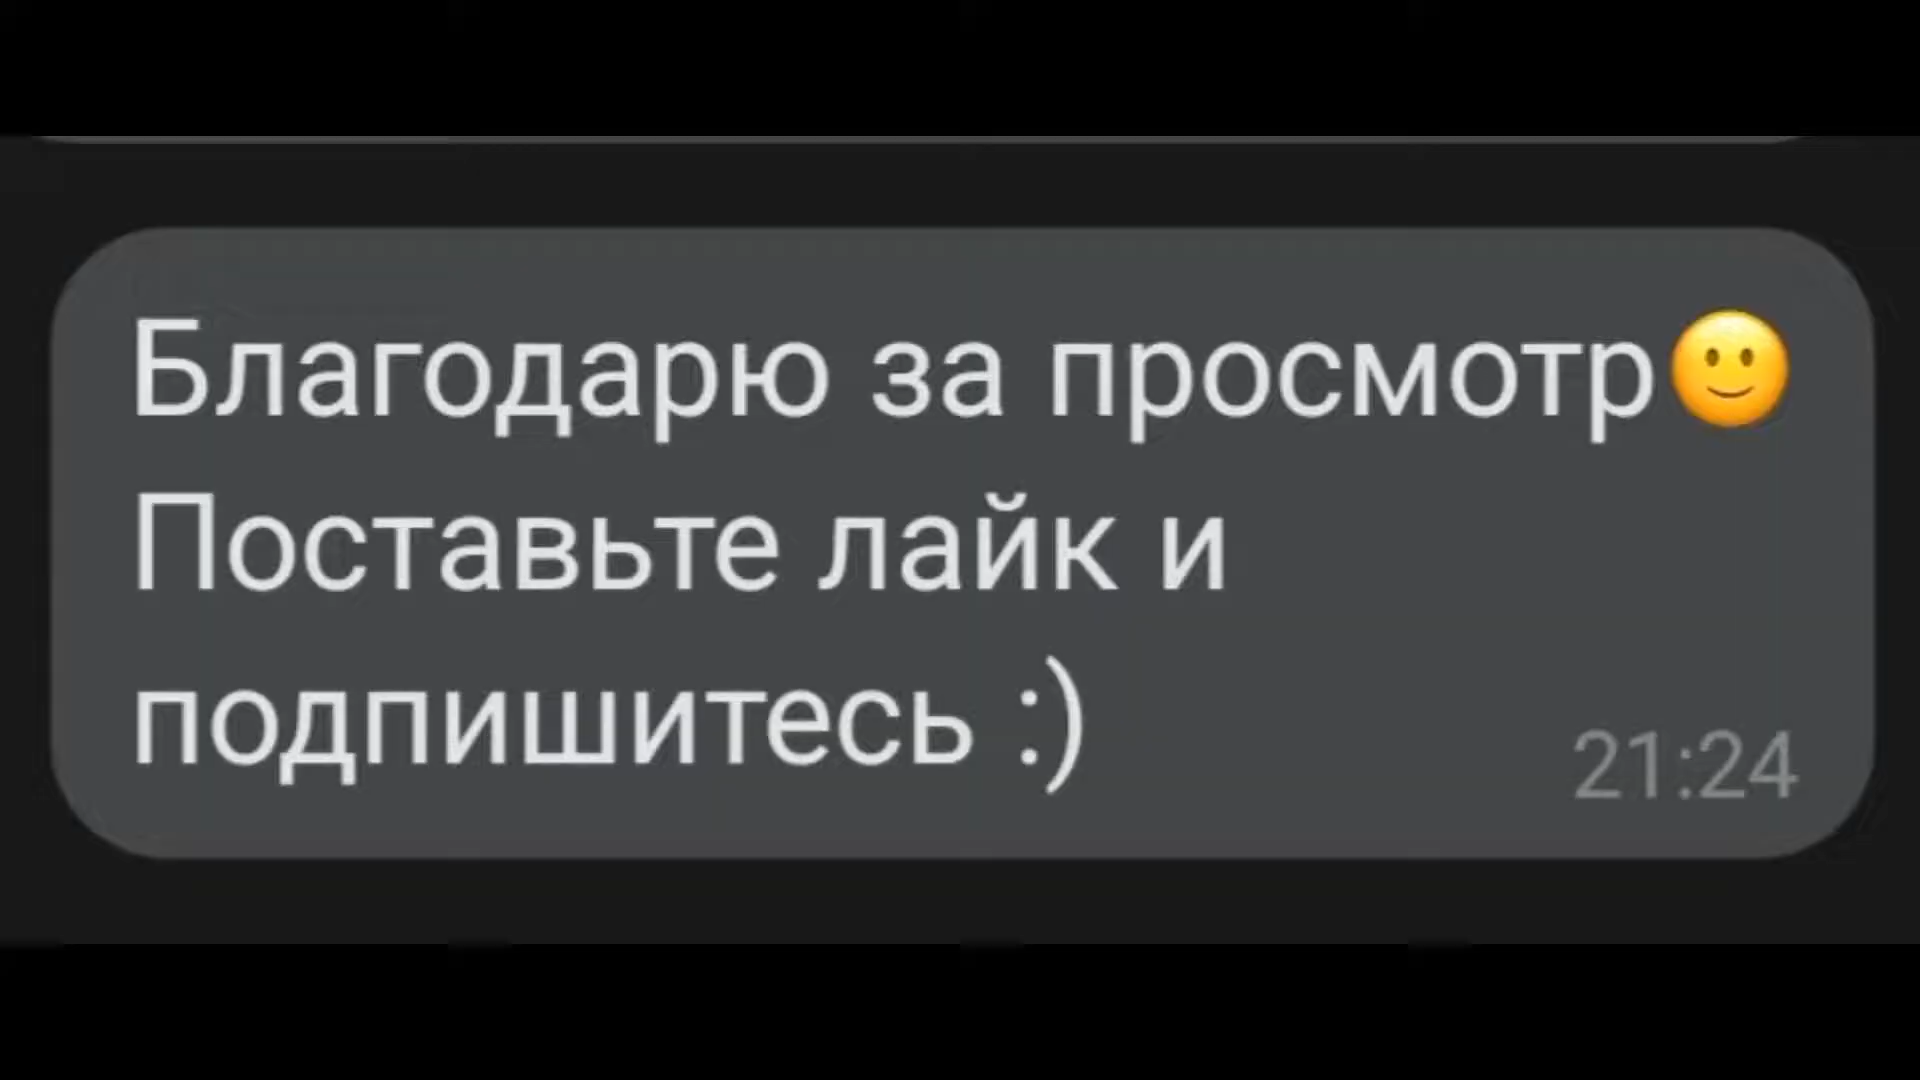 Благодарю за просмотр🙂
Поставьте лайк и
подпишитесь :)
21:24